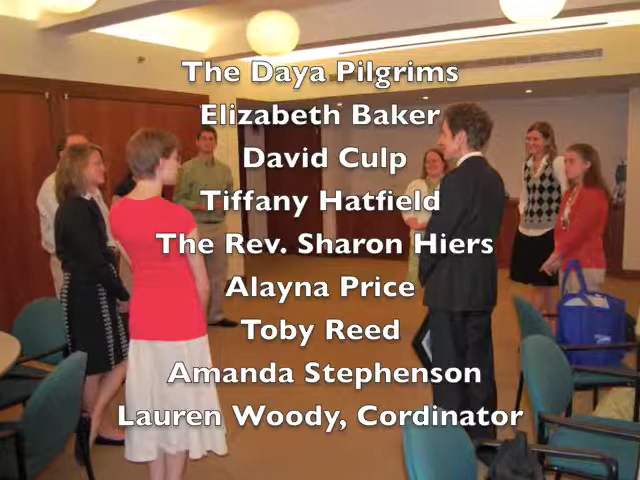 The Daya Pilgrims
Elizabeth Baker
David Culp
Tiffany Hatfield
The Rev. Sharon Hiers
Alayna Price
Toby Reed
Amanda Stephenson
Lauren Woody, Cordinator